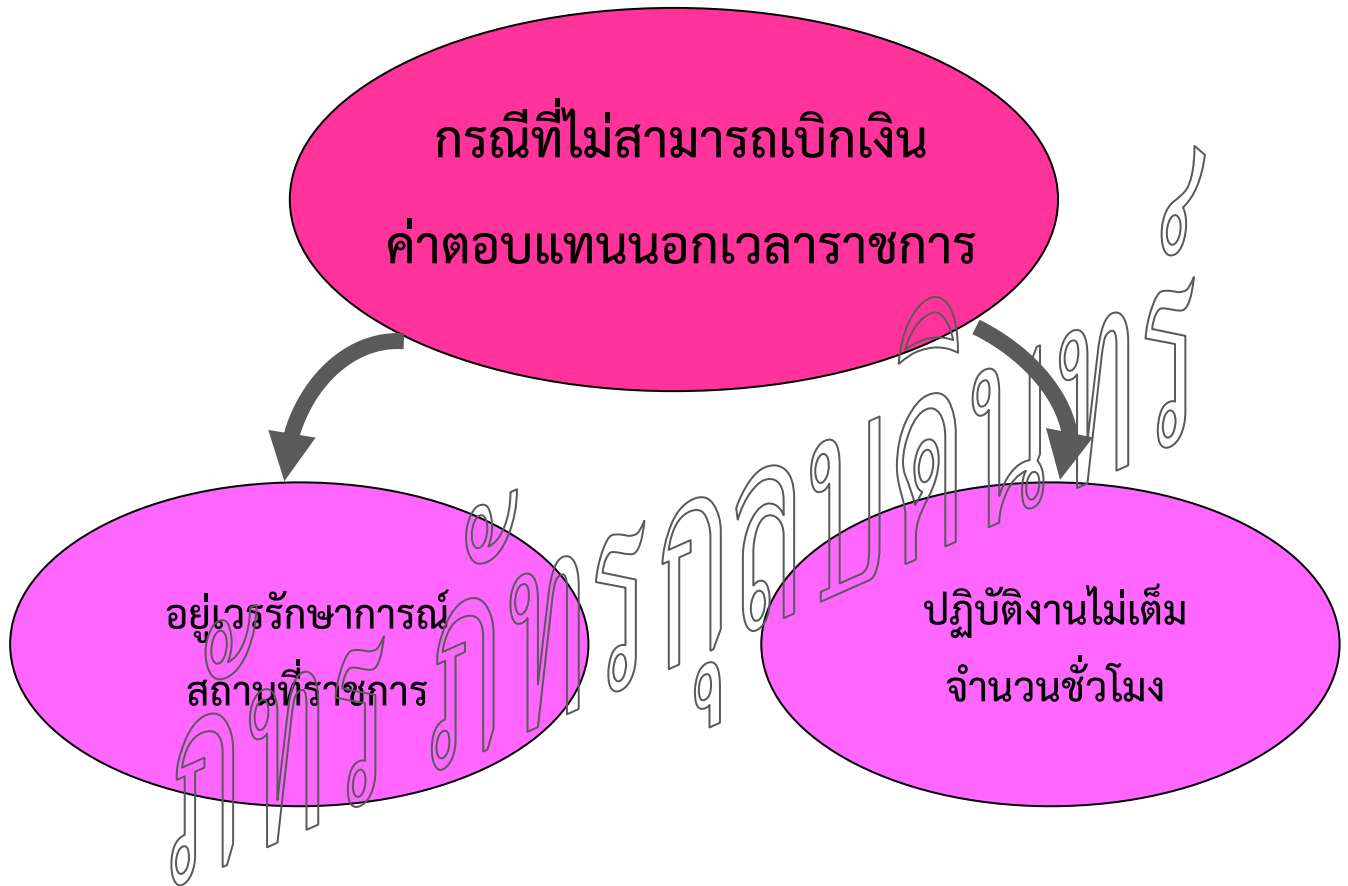 กรณีที่ไม่สามารถเบิกเงิน
ค่าตอบแทนนอกเวลาราชการ
อยู่เวรรักษาการณ์
สถานที่ราชการ
ปฏิบัติงานไม่เต็ม
จำนวนชั่วโมง
ภัทร ภัทรกุลบดินทร์